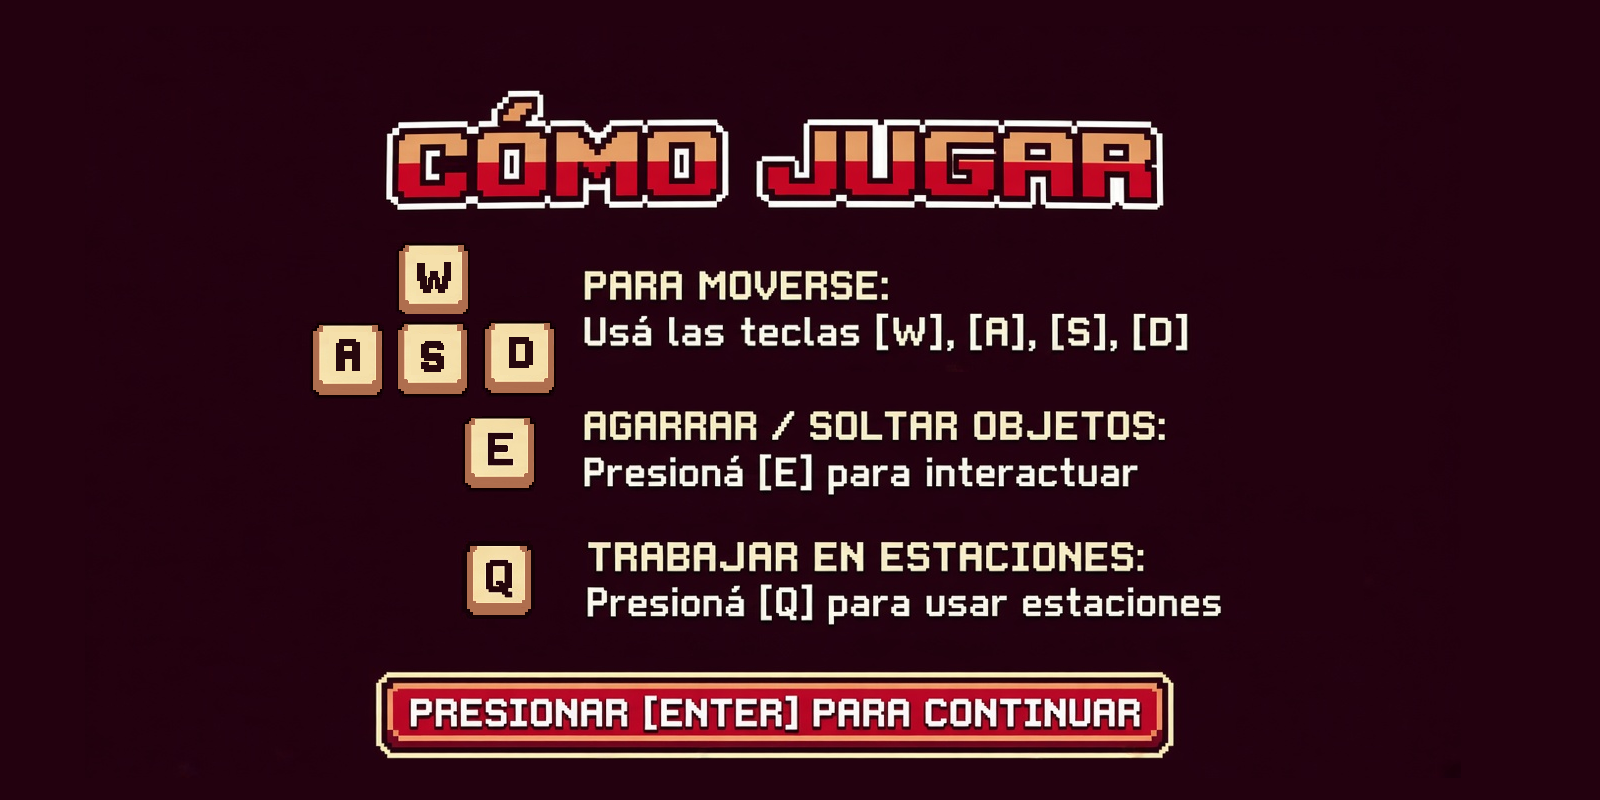 CÓMO JUGAR
W
A S D
PARA MOVERSE:
Usá las teclas [W], [A], [S], [D]
E
AGARRAR / SOLTAR OBJETOS:
Presioná [E] para interactuar
Q
TRABAJAR EN ESTACIONES:
Presioná [Q] para usar estaciones
PRESIONAR [ENTER] PARA CONTINUAR